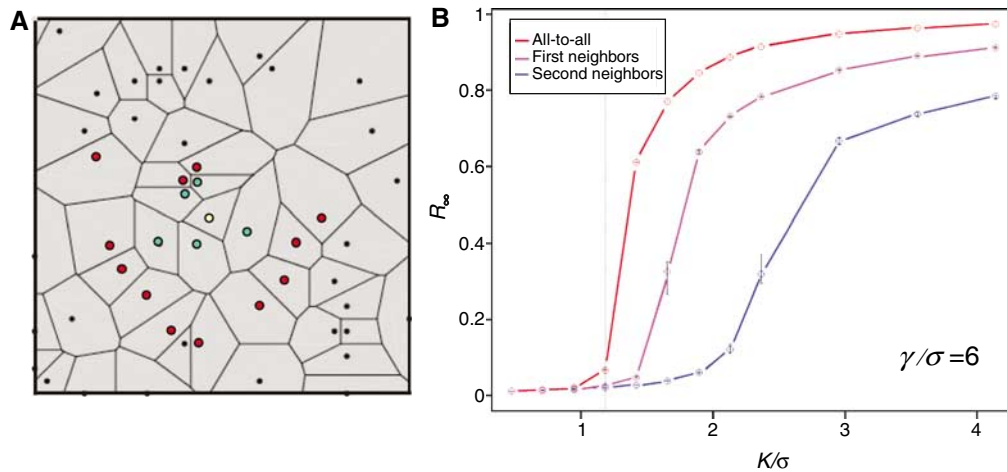 A
B
All-to-all
First neighbors
Second neighbors
1
0.8
0.6
0.4
0.2
0
R∞
γ/σ=6
1 2 3 4
K/σ